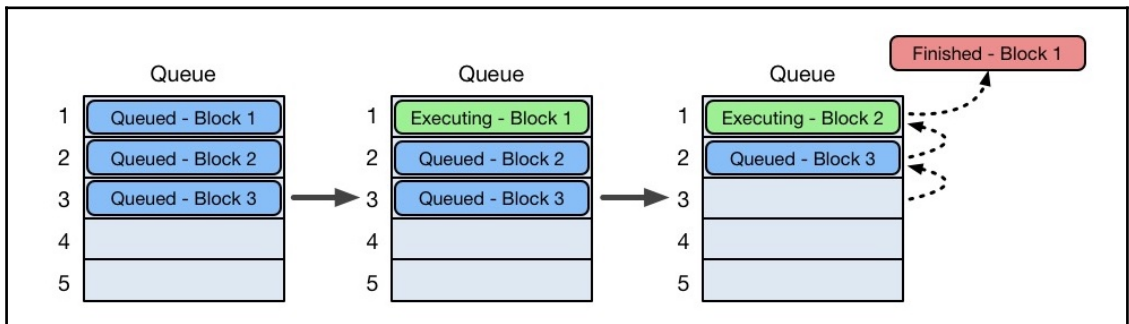 Finished - Block 1
Queue
Queue
Queue
1
Queued - Block 1
1
Executing - Block 1
1
Executing - Block 2
2
Queued - Block 2
2
Queued - Block 2
2
Queued - Block 3
3
Queued - Block 3
3
Queued - Block 3
3
4
4
4
5
5
5